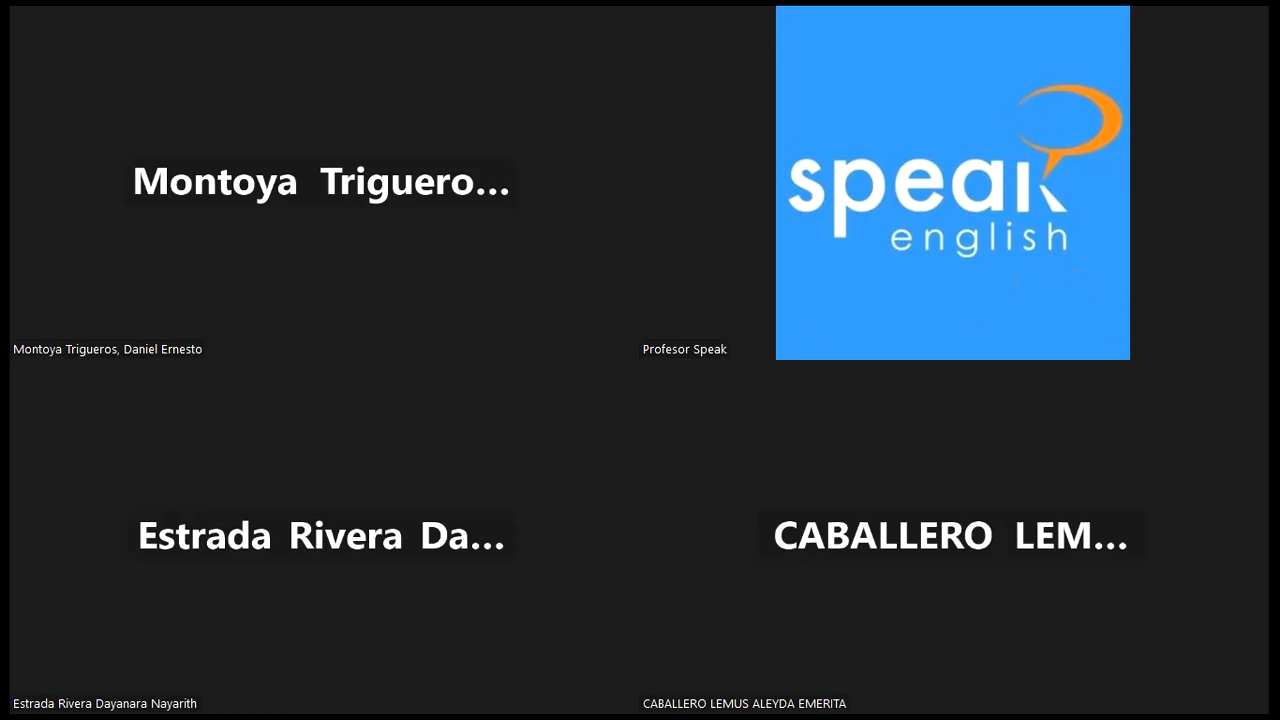 Montoya Triguero...
Montoya Trigueros, Daniel Ernesto
speak
english
Profesor Speak
Estrada Rivera Da...
Estrada Rivera Dayanara Nayarith
CABALLERO LEM...
CABALLERO LEMUS ALEYDA EMERITA